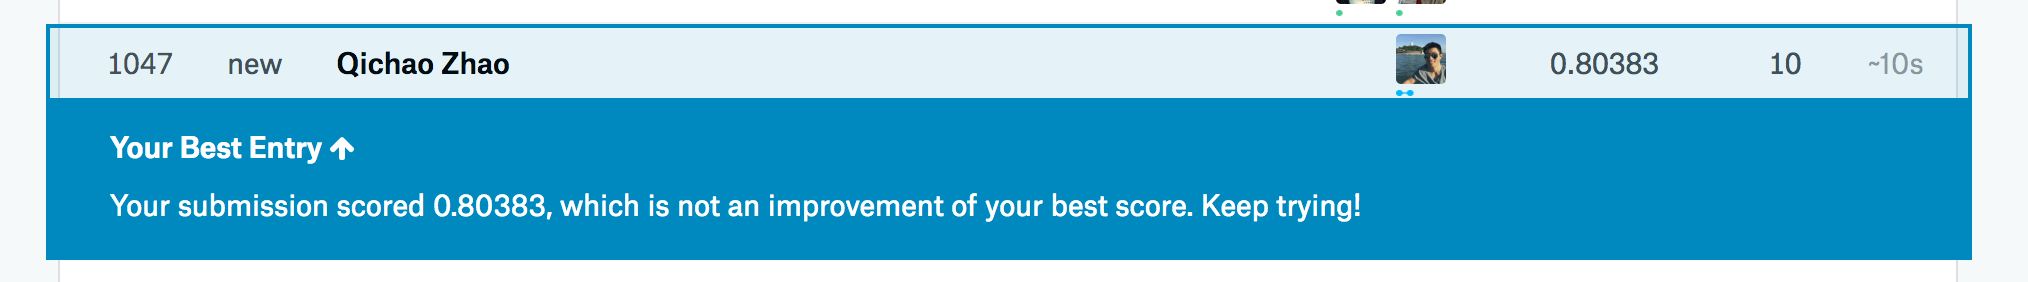 1047 new Qichao Zhao 0.80383 10 ~10s
Your Best Entry ↑
Your submission scored 0.80383, which is not an improvement of your best score. Keep trying!